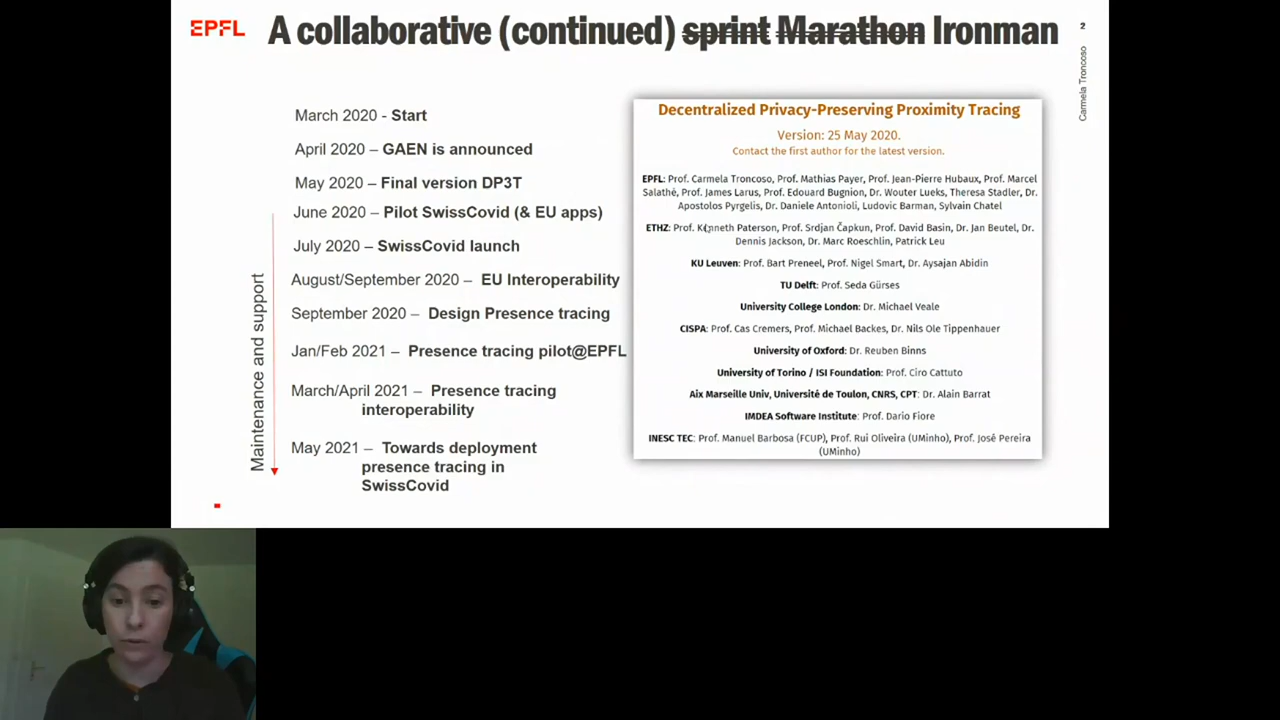 EPFL
A collaborative (continued) sprint Marathon Ironman
2
Carmela Troncoso
March 2020 - Start
April 2020 – GAEN is announced
May 2020 – Final version DP3T
June 2020 – Pilot SwissCovid (& EU apps)
July 2020 – SwissCovid launch
August/September 2020 – EU Interoperability
September 2020 – Design Presence tracing
Jan/Feb 2021 – Presence tracing pilot@EPFL
March/April 2021 – Presence tracing
interoperability
May 2021 – Towards deployment
presence tracing in
SwissCovid
Maintenance and support
Decentralized Privacy-Preserving Proximity Tracing
Version: 25 May 2020.
Contact the first author for the latest version.
EPFL: Prof. Carmela Troncoso, Prof. Mathias Payer, Prof. Jean-Pierre Hubaux, Prof. Marcel
Salathé, Prof. James Larus, Prof. Edouard Bugnion, Dr. Wouter Lueks, Theresa Stadler, Dr.
Apostolos Pyrgelis, Dr. Daniele Antonioli, Ludovic Barman, Sylvain Chatel
ETHZ: Prof. Kenneth Paterson, Prof. Srdjan Čapkun, Prof. David Basin, Dr. Jan Beutel, Dr.
Dennis Jackson, Dr. Marc Roeschlin, Patrick Leu
KU Leuven: Prof. Bart Preneel, Prof. Nigel Smart, Dr. Aysajan Abidin
TU Delft: Prof. Seda Gürses
University College London: Dr. Michael Veale
CISPA: Prof. Cas Cremers, Prof. Michael Backes, Dr. Nils Ole Tippenhauer
University of Oxford: Dr. Reuben Binns
University of Torino / ISI Foundation: Prof. Ciro Cattuto
Aix Marseille Univ, Université de Toulon, CNRS, CPT: Dr. Alain Barrat
IMDEA Software Institute: Prof. Dario Fiore
INESC TEC: Prof. Manuel Barbosa (FCUP), Prof. Rui Oliveira (UMinho), Prof. José Pereira
(UMinho)